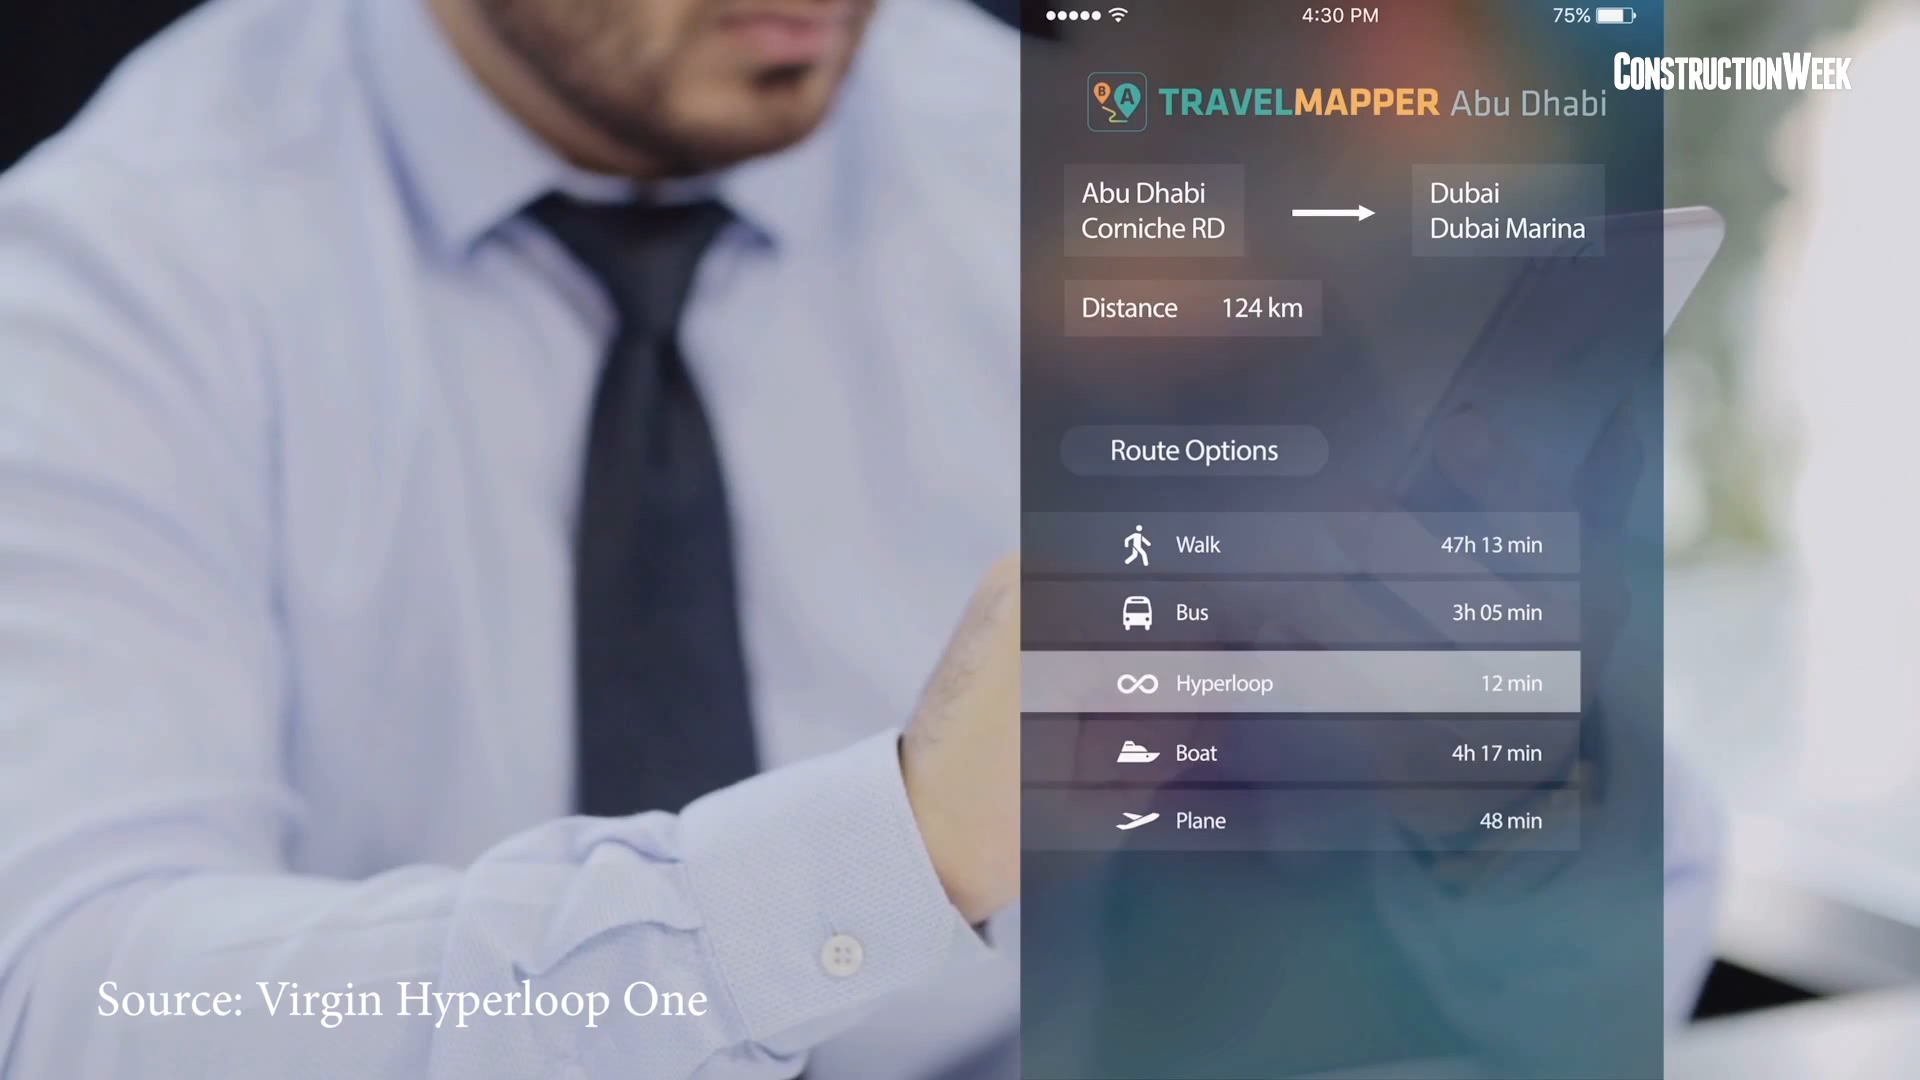 4:30 PM
75%
CONSTRUCTIONWEEK
B A
TRAVELMAPPER Abu Dhabi
Abu Dhabi
Corniche RD
Dubai
Dubai Marina
Distance 124 km
Route Options
Walk 47h 13 min
Bus 3h 05 min
Hyperloop 12 min
Boat 4h 17 min
Plane 48 min
Source: Virgin Hyperloop One